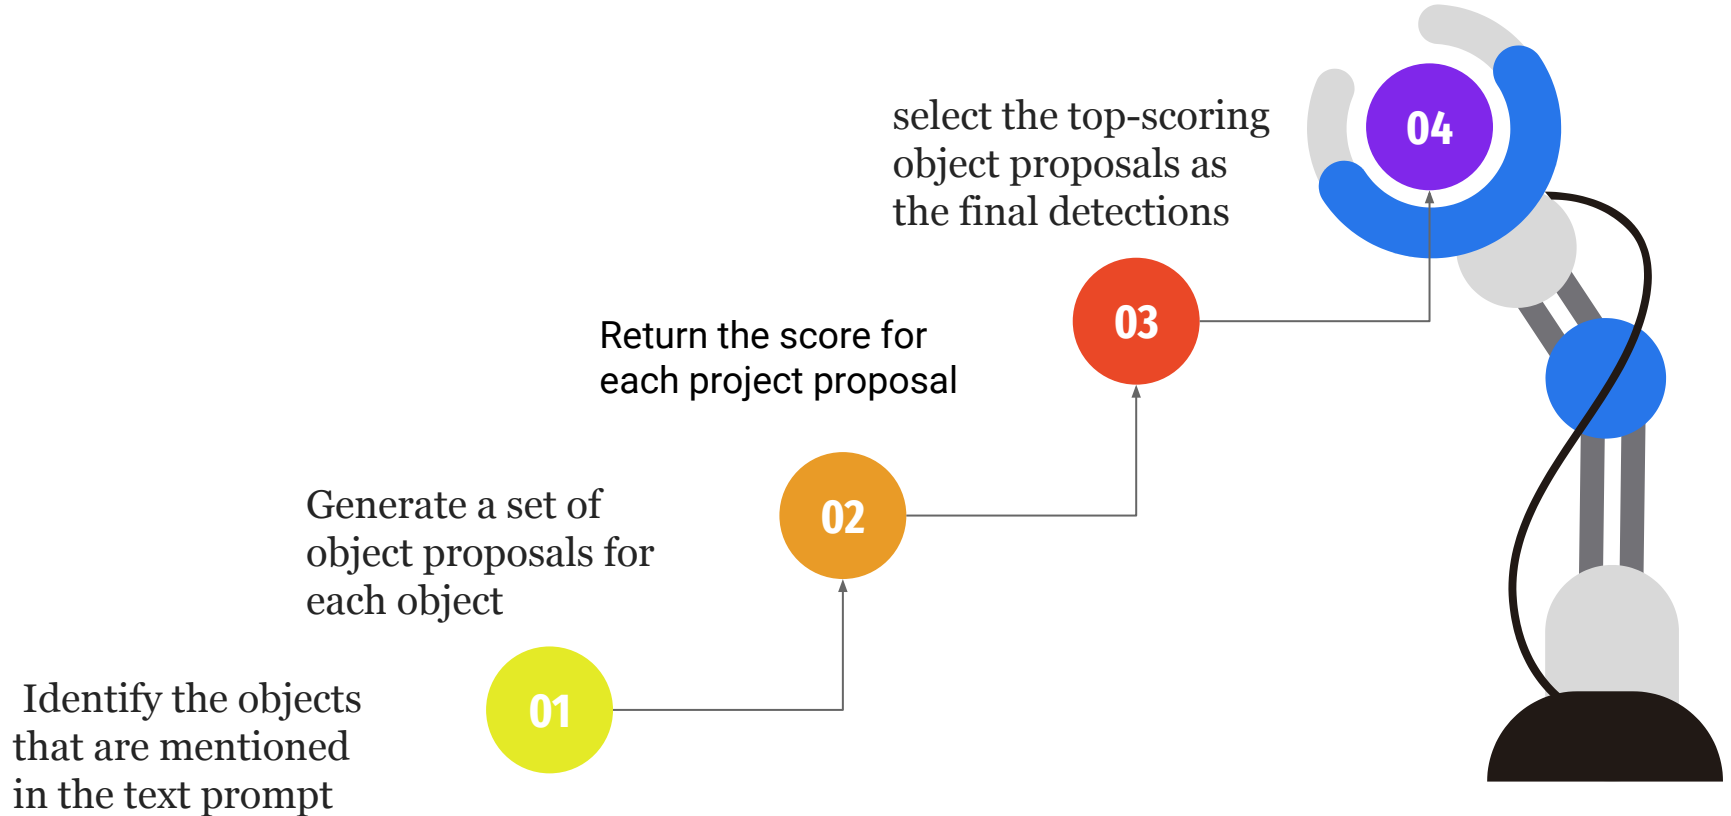 01
Identify the objects
that are mentioned
in the text prompt
02
Generate a set of
object proposals for
each object
03
Return the score for
each project proposal
04
select the top-scoring
object proposals as
the final detections